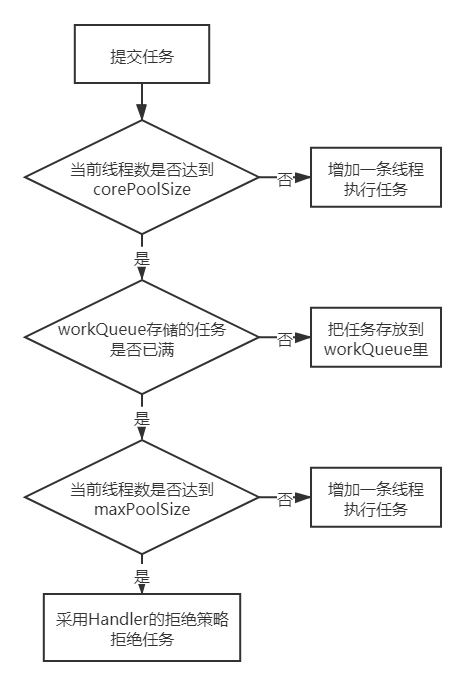 提交任务
当前线程数是否达到
corePoolSize
否
增加一条线程
执行任务
是
workQueue存储的任务
是否已满
否
把任务存放到
workQueue里
是
当前线程数是否达到
maxPoolSize
否
增加一条线程
执行任务
是
采用Handler的拒绝策略
拒绝任务